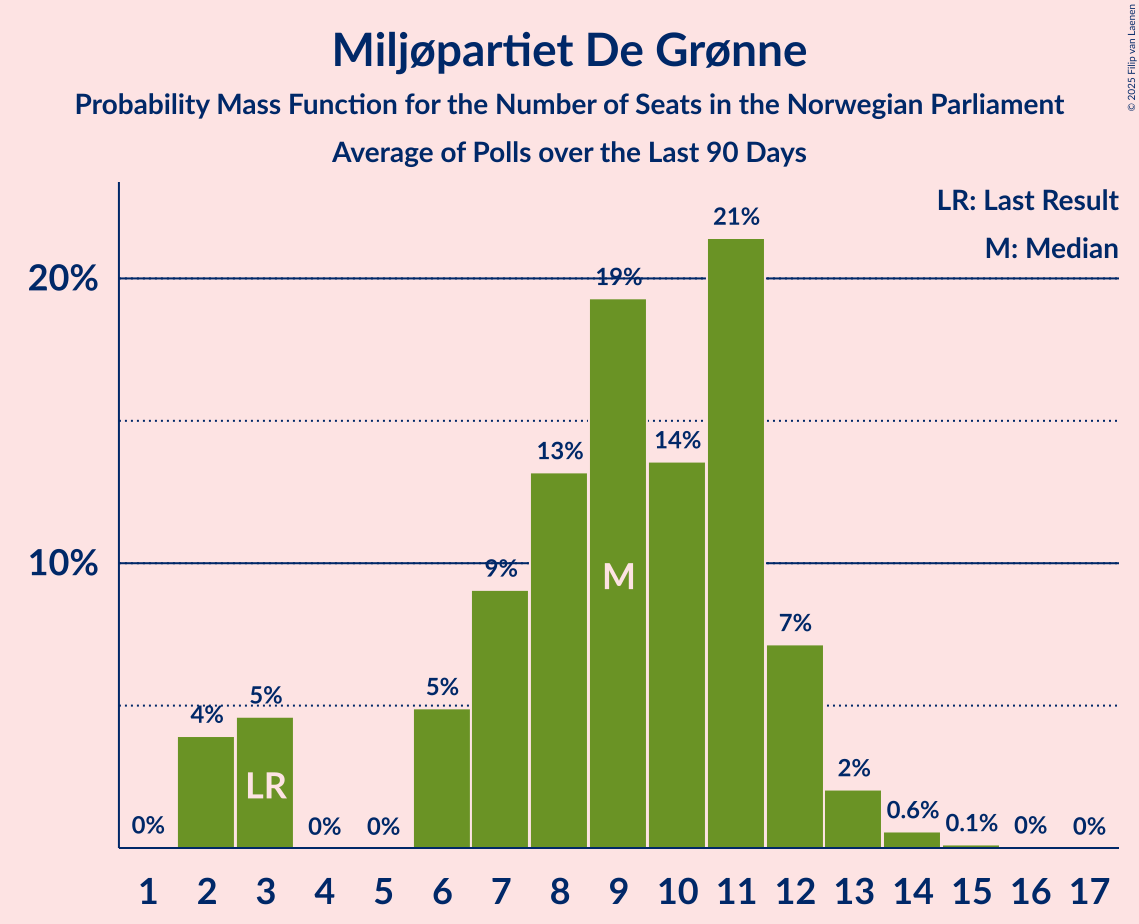 Miljøpartiet De Grønne
Probability Mass Function for the Number of Seats in the Norwegian Parliament
Average of Polls over the Last 90 Days
© 2025 Filip van Laenen
LR: Last Result
M: Median
20%
10%
0%
4%
5%
0%
0%
5%
9%
13%
19%
14%
21%
7%
2%
0.6%
0.1%
0%
0%
LR
M
1 2 3 4 5 6 7 8 9 10 11 12 13 14 15 16 17